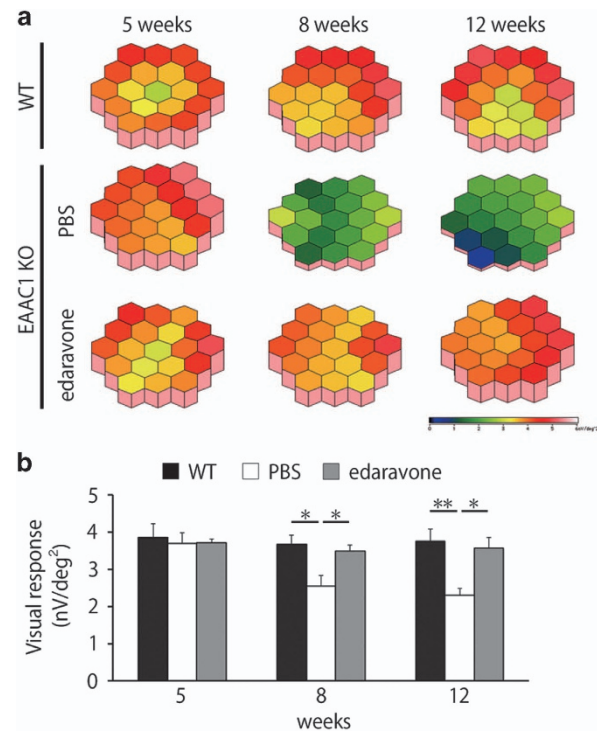 a
5 weeks 8 weeks 12 weeks
WT
EAAC1 KO
PBS
edaravone
0 1 2 3 4 5
b
WT PBS edaravone
Visual response
(nV/deg²)
5
4
3
2
1
0
* *
** *
5 8 12
weeks